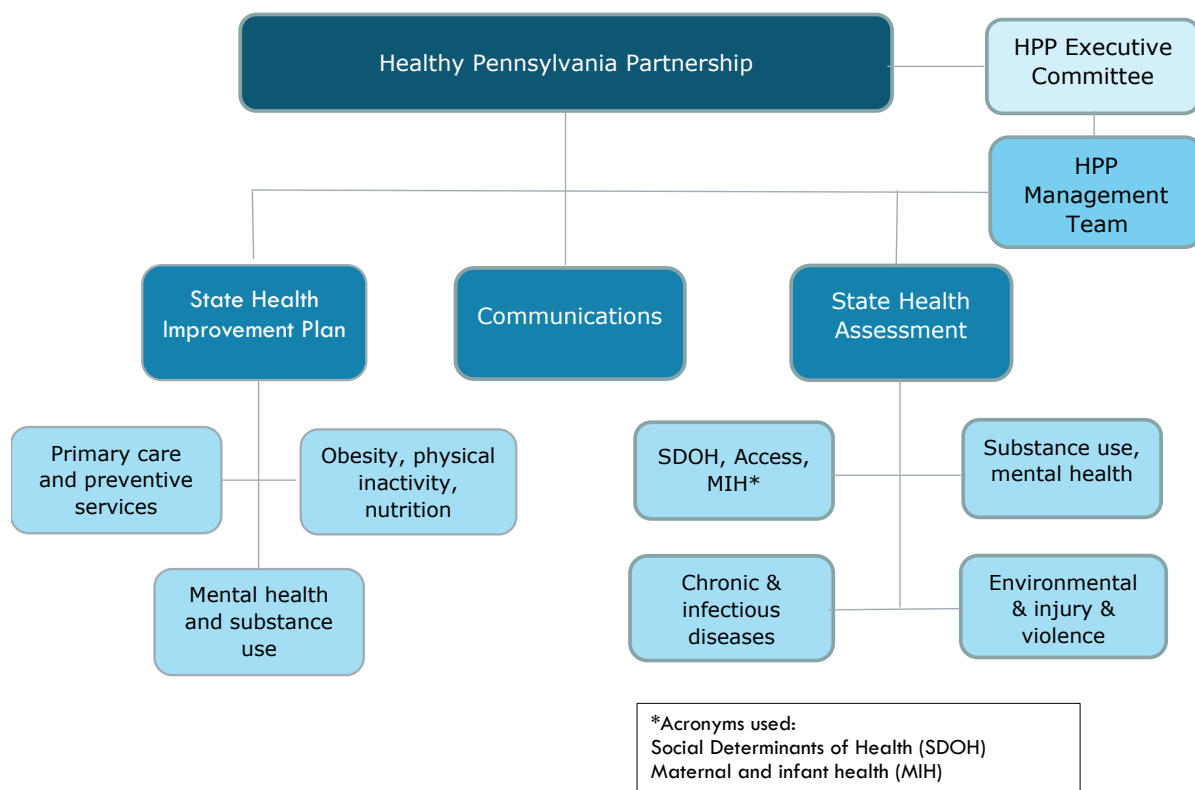 Healthy Pennsylvania Partnership
HPP Executive
Committee
HPP
Management
Team
State Health
Improvement Plan
Communications
State Health
Assessment
Primary care
and preventive
services
Obesity, physical
inactivity,
nutrition
Mental health
and substance
use
SDOH, Access,
MIH*
Substance use,
mental health
Chronic &
infectious
diseases
Environmental
& injury &
violence
*Acronyms used:
Social Determinants of Health (SDOH)
Maternal and infant health (MIH)